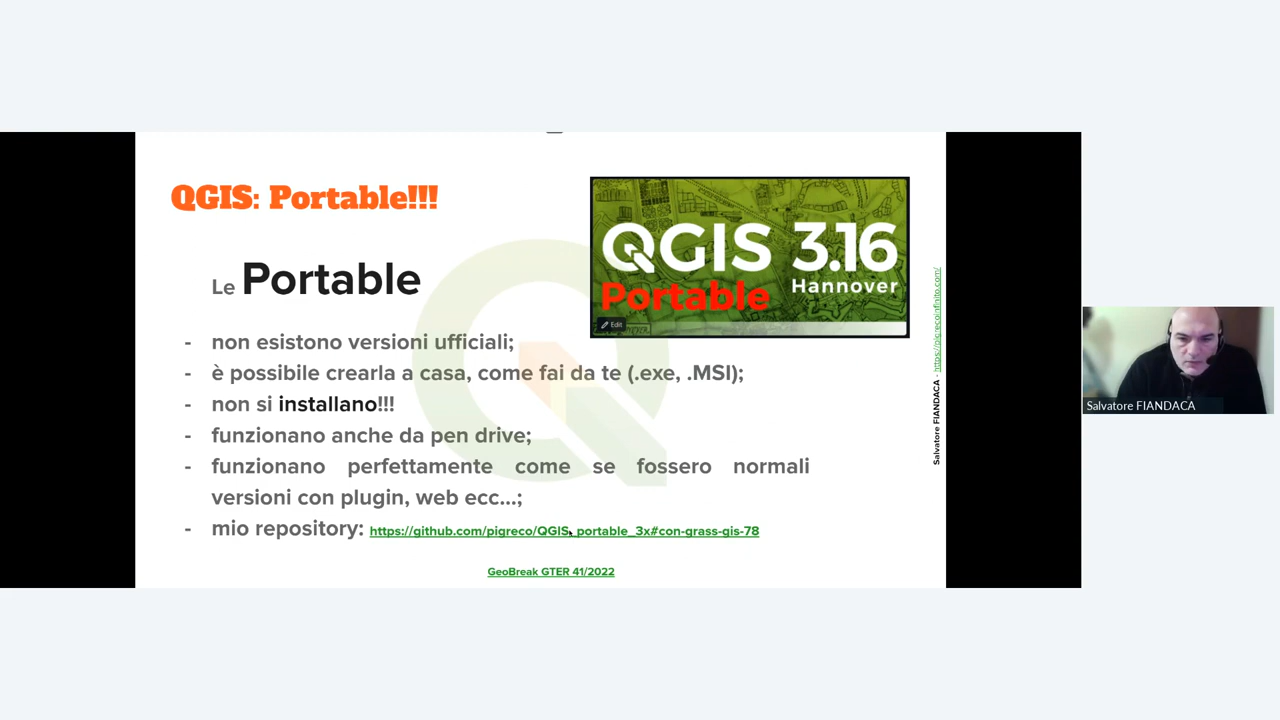 QGIS: Portable!!!
QGIS 3.16
Hannover
Portable
Edit
Le Portable
- non esistono versioni ufficiali;
- è possibile crearla a casa, come fai da te (.exe, .MSI);
- non si installano!!!
- funzionano anche da pen drive;
- funzionano perfettamente come se fossero normali
versioni con plugin, web ecc...;
- mio repository: https://github.com/pigreco/QGIS_portable_3x#con-grass-gis-78
GeoBreak GTER 41/2022
Salvatore FIANDACA - https://pigrecoinfinito.com/
Salvatore FIANDACA